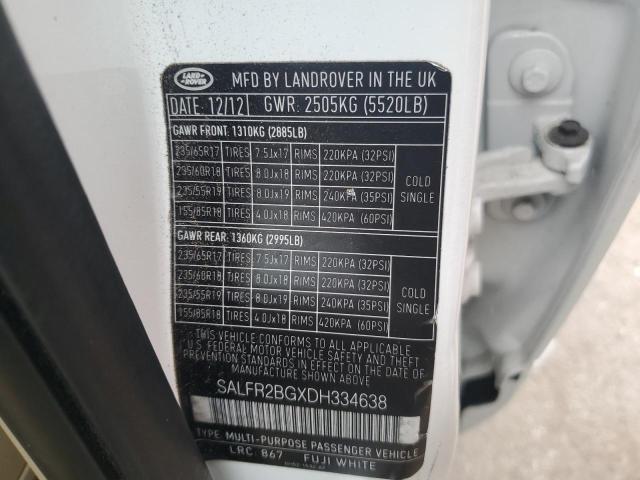 LAND ROVER
MFD BY LANDROVER IN THE UK
DATE: 12/12 GWR: 2505KG (5520LB)
GAWR FRONT: 1310KG (2885LB)
235/65R17 TIRES 7.5Jx17 RIMS 220KPA (32PSI)
235/60R18 TIRES 8.0Jx18 RIMS 220KPA (32PSI)
235/55R19 TIRES 8.0Jx19 RIMS 240KPA (35PSI)
155/85R18 TIRES 4.0Jx18 RIMS 420KPA (60PSI)
COLD
SINGLE
GAWR REAR: 1360KG (2995LB)
235/65R17 TIRES 7.5Jx17 RIMS 220KPA (32PSI)
235/60R18 TIRES 8.0Jx18 RIMS 220KPA (32PSI)
235/55R19 TIRES 8.0Jx19 RIMS 240KPA (35PSI)
155/85R18 TIRES 4.0Jx18 RIMS 420KPA (60PSI)
COLD
SINGLE
THIS VEHICLE CONFORMS TO ALL APPLICABLE
U.S. FEDERAL MOTOR VEHICLE SAFETY AND THEFT
PREVENTION STANDARDS IN EFFECT ON THE DATE OF
MANUFACTURE SHOWN ABOVE
SALFR2BGXDH334638
TYPE: MULTI-PURPOSE PASSENGER VEHICLE
LRC: 867 FUJI WHITE